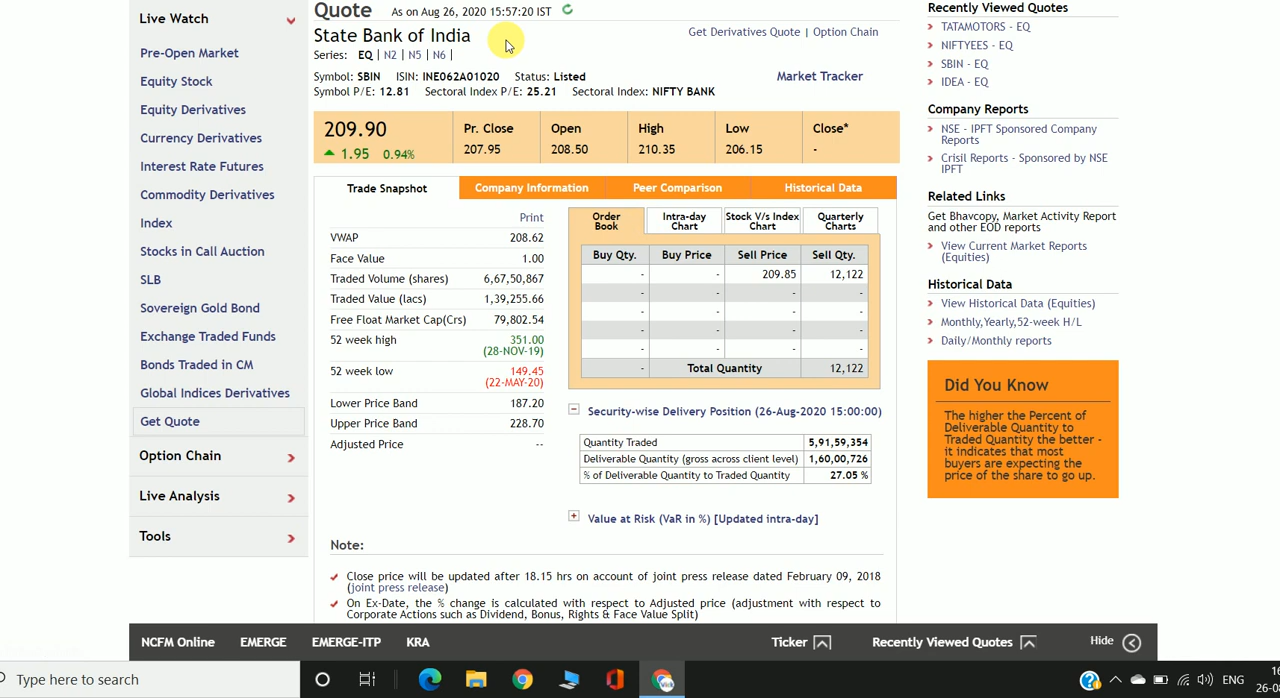 Live Watch
Pre-Open Market
Equity Stock
Equity Derivatives
Currency Derivatives
Interest Rate Futures
Commodity Derivatives
Index
Stocks in Call Auction
SLB
Sovereign Gold Bond
Exchange Traded Funds
Bonds Traded in CM
Global Indices Derivatives
Get Quote
Option Chain
Live Analysis
Tools
Quote As on Aug 26, 2020 15:57:20 IST
State Bank of India
Get Derivatives Quote | Option Chain
Series: EQ | N2 | N5 | N6 |
Symbol: SBIN ISIN: INE062A01020 Status: Listed
Market Tracker
Symbol P/E: 12.81 Sectoral Index P/E: 25.21 Sectoral Index: NIFTY BANK
209.90 Pr. Close Open High Low Close*
1.95 0.94% 207.95 208.50 210.35 206.15 -
Trade Snapshot Company Information Peer Comparison Historical Data
Print
VWAP 208.62
Face Value 1.00
Traded Volume (shares) 6,67,50,867
Traded Value (lacs) 1,39,255.66
Free Float Market Cap(Crs) 79,802.54
52 week high 351.00
(28-NOV-19)
52 week low 149.45
(22-MAY-20)
Lower Price Band 187.20
Upper Price Band 228.70
Adjusted Price --
Order Book Intra-day Chart Stock V/s Index Chart Quarterly Charts
Buy Qty. Buy Price Sell Price Sell Qty.
- - 209.85 12,122
- - - -
- - - -
- - - -
- - - -
- Total Quantity 12,122
Security-wise Delivery Position (26-Aug-2020 15:00:00)
Quantity Traded 5,91,59,354
Deliverable Quantity (gross across client level) 1,60,00,726
% of Deliverable Quantity to Traded Quantity 27.05 %
Value at Risk (VaR in %) [Updated intra-day]
Note:
Close price will be updated after 18.15 hrs on account of joint press release dated February 09, 2018
(joint press release)
On Ex-Date, the % change is calculated with respect to Adjusted price (adjustment with respect to
Corporate Actions such as Dividend, Bonus, Rights & Face Value Split)
Recently Viewed Quotes
TATAMOTORS - EQ
NIFTYEES - EQ
SBIN - EQ
IDEA - EQ
Company Reports
NSE - IPFT Sponsored Company
Reports
Crisil Reports - Sponsored by NSE
IPFT
Related Links
Get Bhavcopy, Market Activity Report
and other EOD reports
View Current Market Reports
(Equities)
Historical Data
View Historical Data (Equities)
Monthly,Yearly,52-week H/L
Daily/Monthly reports
Did You Know
The higher the Percent of
Deliverable Quantity to
Traded Quantity the better -
it indicates that most
buyers are expecting the
price of the share to go up.
NCFM Online EMERGE EMERGE-ITP KRA Ticker Recently Viewed Quotes Hide
Type here to search
ENG